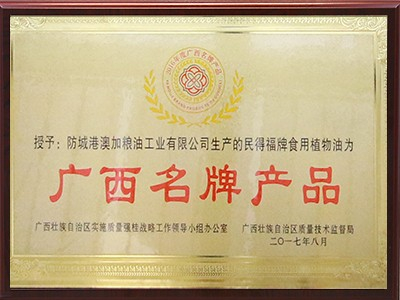 授予：防城港澳加粮油工业有限公司生产的民得福牌食用植物油为
广西名牌产品
广西壮族自治区实施质量强桂战略工作领导小组办公室 广西壮族自治区质量技术监督局
二〇一七年八月